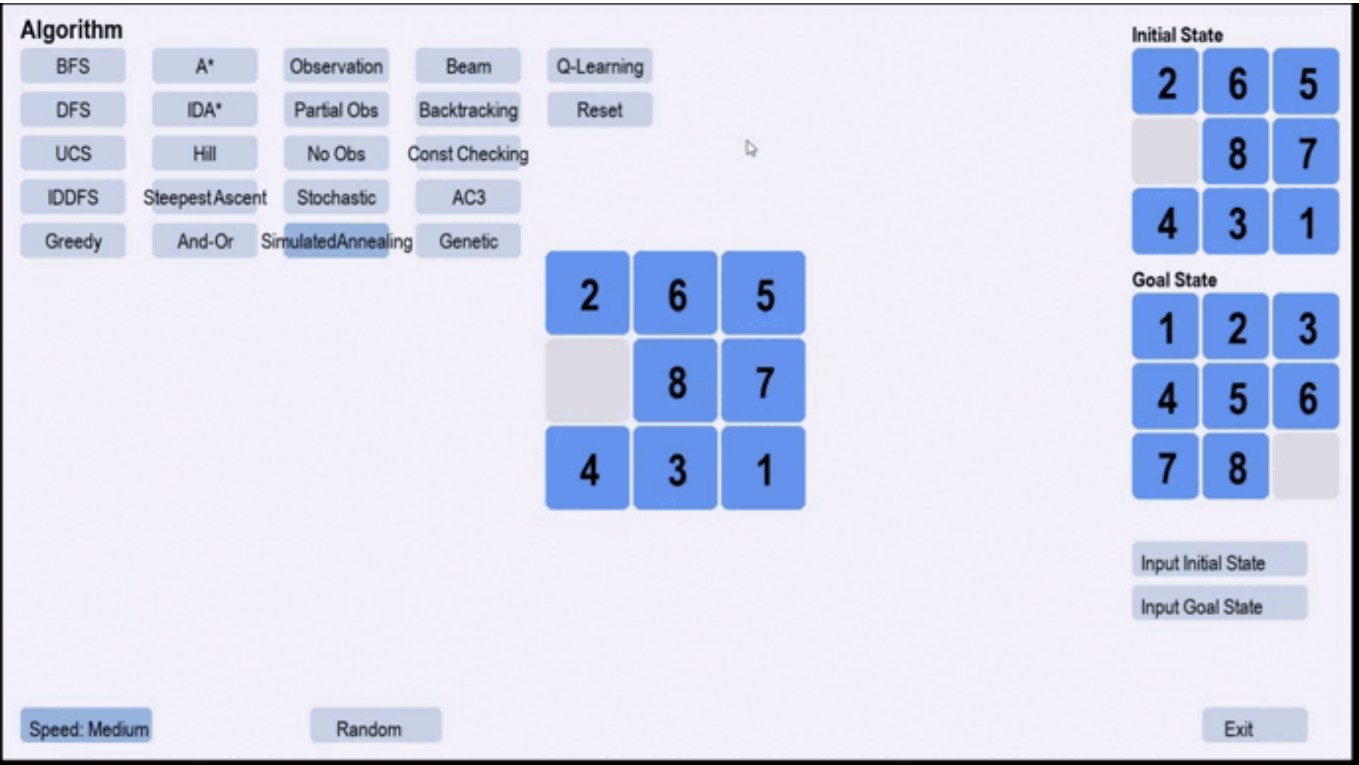 Algorithm
BFS A* Observation Beam Q-Learning
DFS IDA* Partial Obs Backtracking Reset
UCS Hill No Obs Const Checking
IDDFS SteepestAscent Stochastic AC3
Greedy And-Or SimulatedAnnealing Genetic
2 6 5
8 7
4 3 1
Initial State
2 6 5
8 7
4 3 1
Goal State
1 2 3
4 5 6
7 8
Input Initial State
Input Goal State
Speed: Medium Random Exit